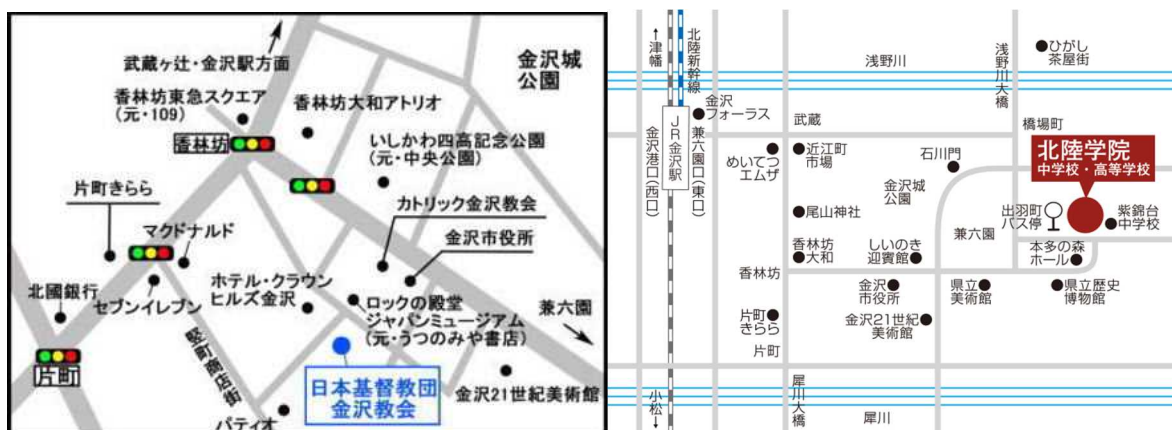 武蔵ヶ辻・金沢駅方面
金沢城
公園
香林坊東急スクエア
(元・109)
香林坊大和アトリオ
香林坊
いしかわ四高記念公園
(元・中央公園)
片町きらら
カトリック金沢教会
マクドナルド
金沢市役所
北國銀行
セブンイレブン
ホテル・クラウン
ヒルズ金沢
ロックの殿堂
ジャパンミュージアム
(元・うつのみや書店)
兼六園
片町
竪町商店街
日本基督教団
金沢教会
金沢21世紀美術館
パティオ
←津幡
北陸新幹線
浅野川
浅野川大橋
ひがし
茶屋街
金沢
フォーラス
武蔵
橋場町
金沢港口(西口)
JR金沢駅
兼六園口(東口)
めいてつ
エムザ
近江町
市場
石川門
北陸学院
中学校・高等学校
金沢城
公園
尾山神社
出羽町
バス停
紫錦台
中学校
兼六園
香林坊
大和
しいのき
迎賓館
本多の森
ホール
香林坊
金沢
市役所
県立
美術館
県立歴史
博物館
片町
きらら
金沢21世紀
美術館
片町
小松→
犀川大橋
犀川